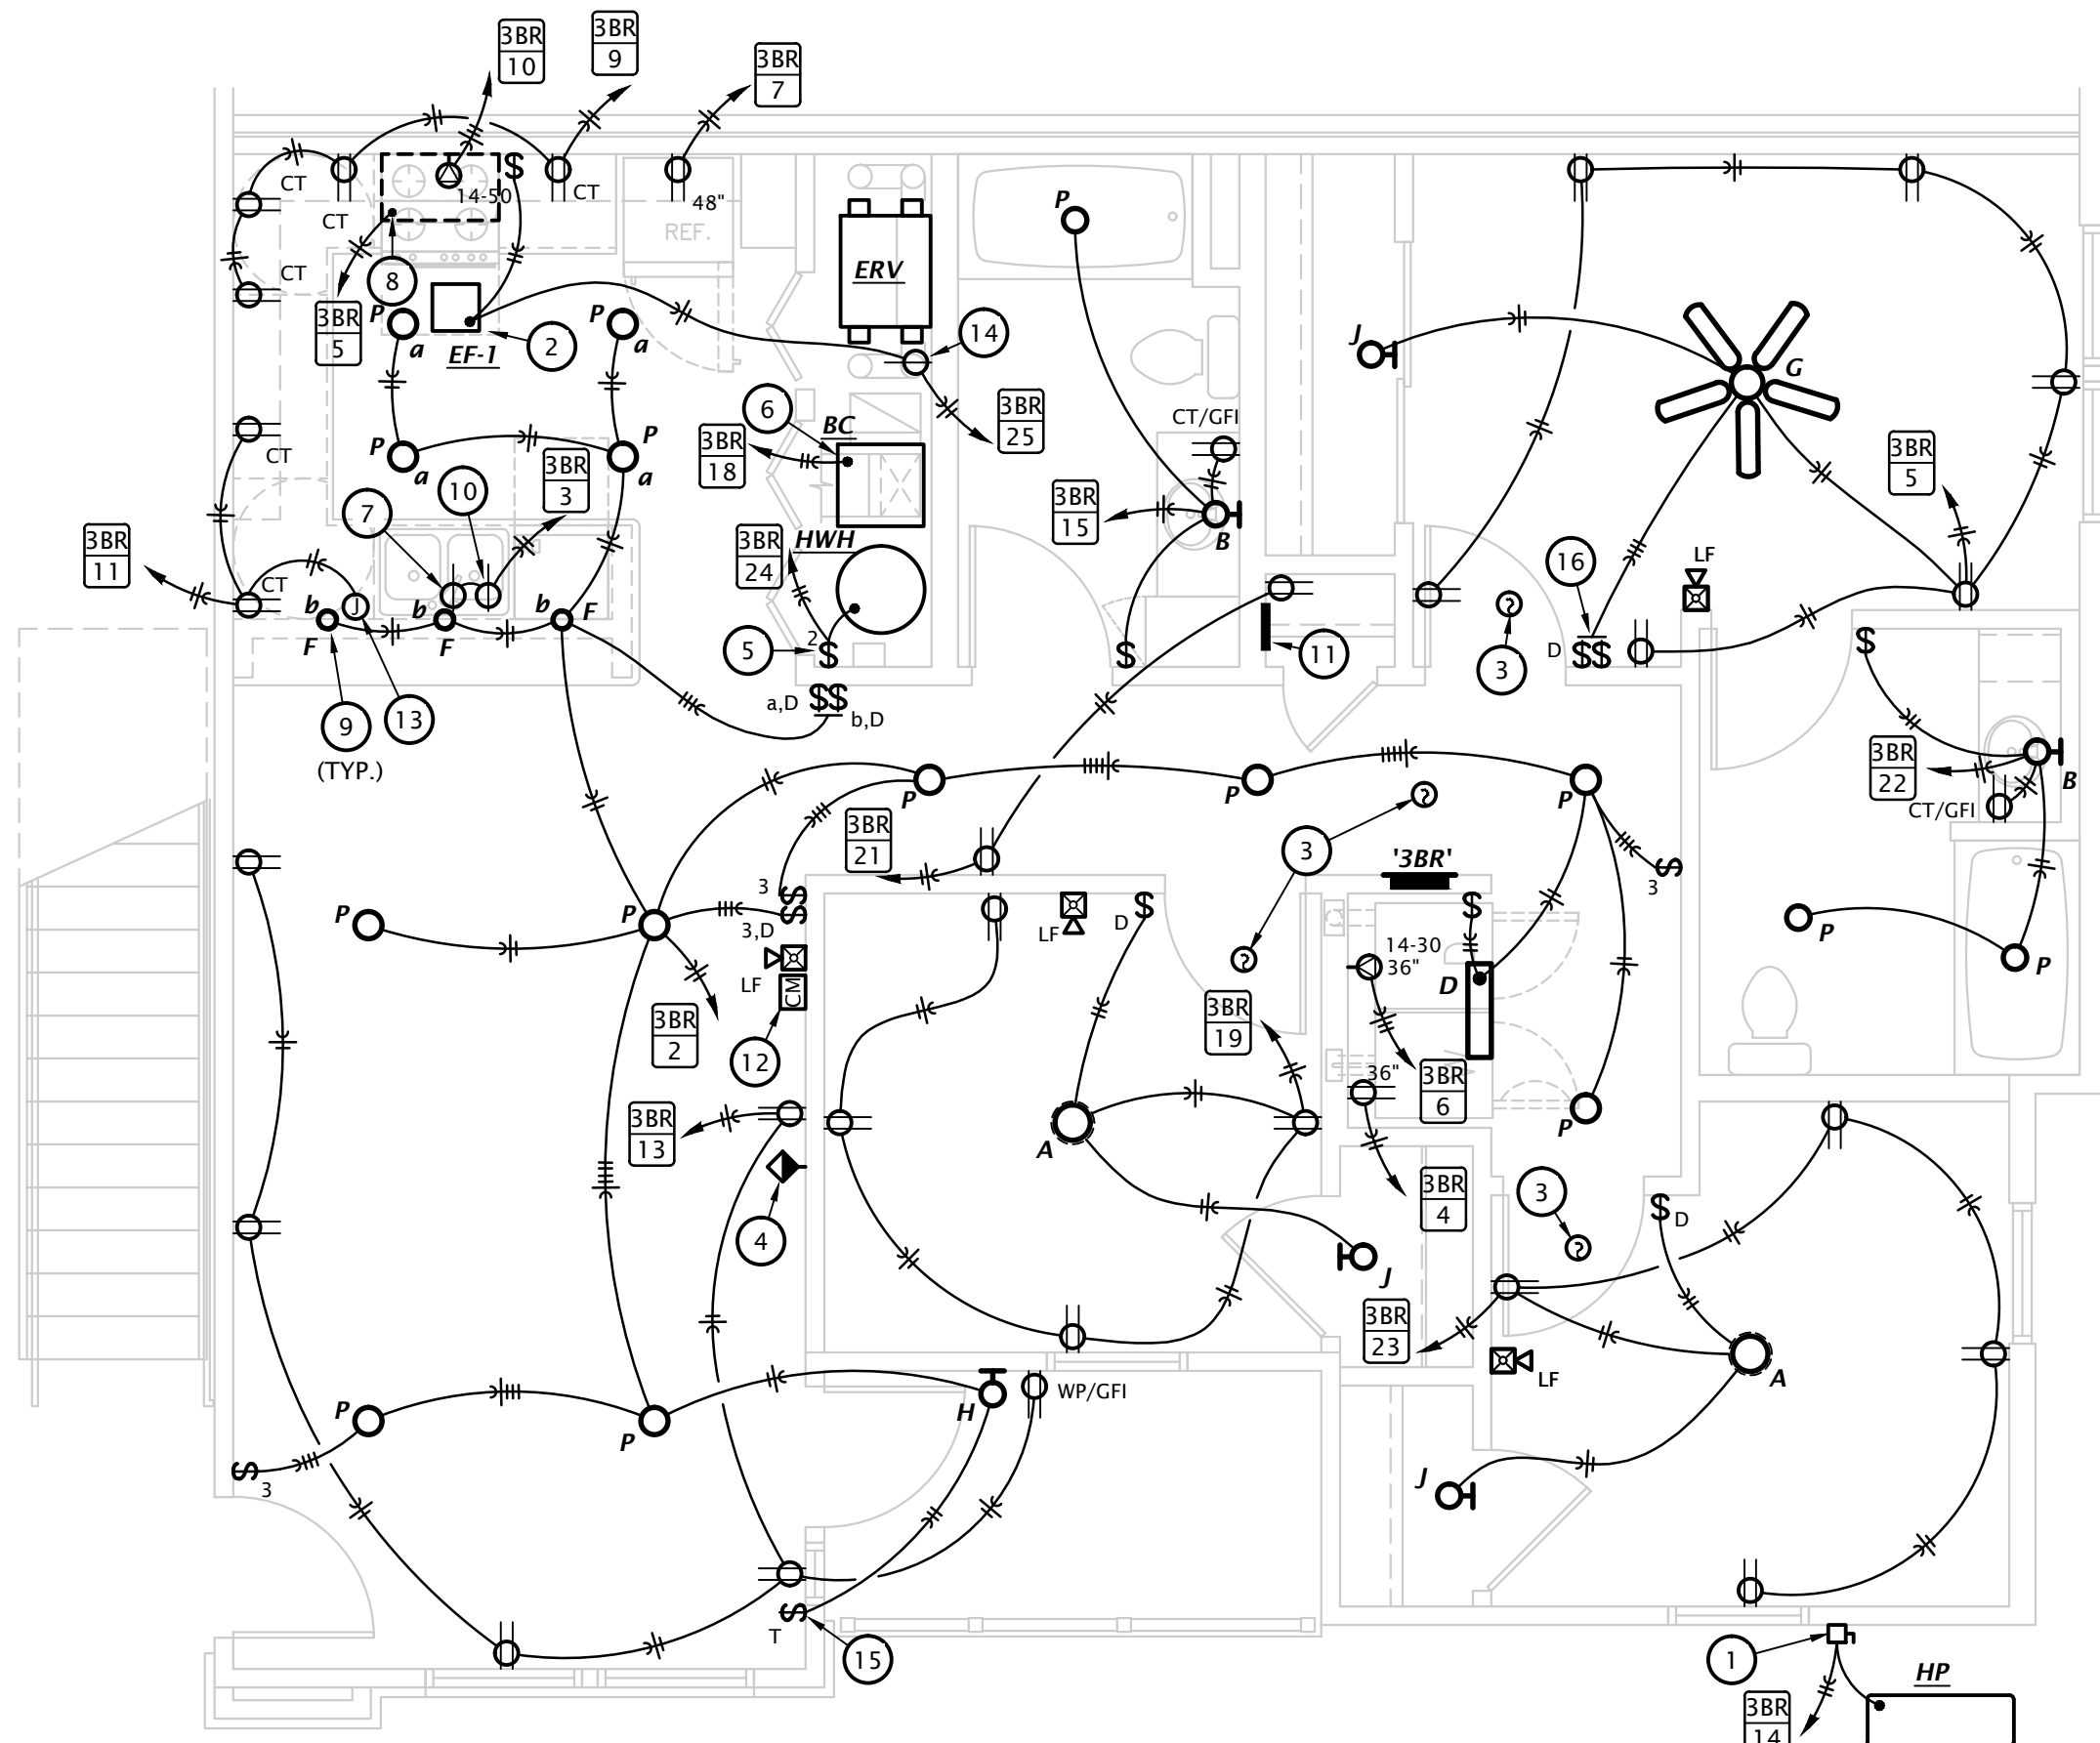 3BR
10
3BR
9
3BR
7
CT
CT
14-50
CT
48"
REF.
CT
8
3BR
5
P
a
EF-1
2
P
a
ERV
14
P
J
G
6
BC
3BR
18
3BR
25
CT/GFI
3BR
15
B
3BR
5
P
a
P
a
CT
10
3BR
3
7
3BR
11
CT
J
b
F
b
F
b
F
HWH
3BR
24
2
5
11
3
16
D
LF
9
(TYP.)
13
a,D
b,D
P
P
P
3BR
22
B
CT/GFI
3BR
21
3
'3BR'
3
P
P
3
3,D
LF
CM
12
3BR
2
LF
D
14-30
36"
D
3BR
19
36"
3BR
6
P
P
P
3BR
13
4
A
3BR
4
3
D
J
3BR
23
LF
A
P
P
H
WP/GFI
3
J
T
15
1
HP
3BR
14